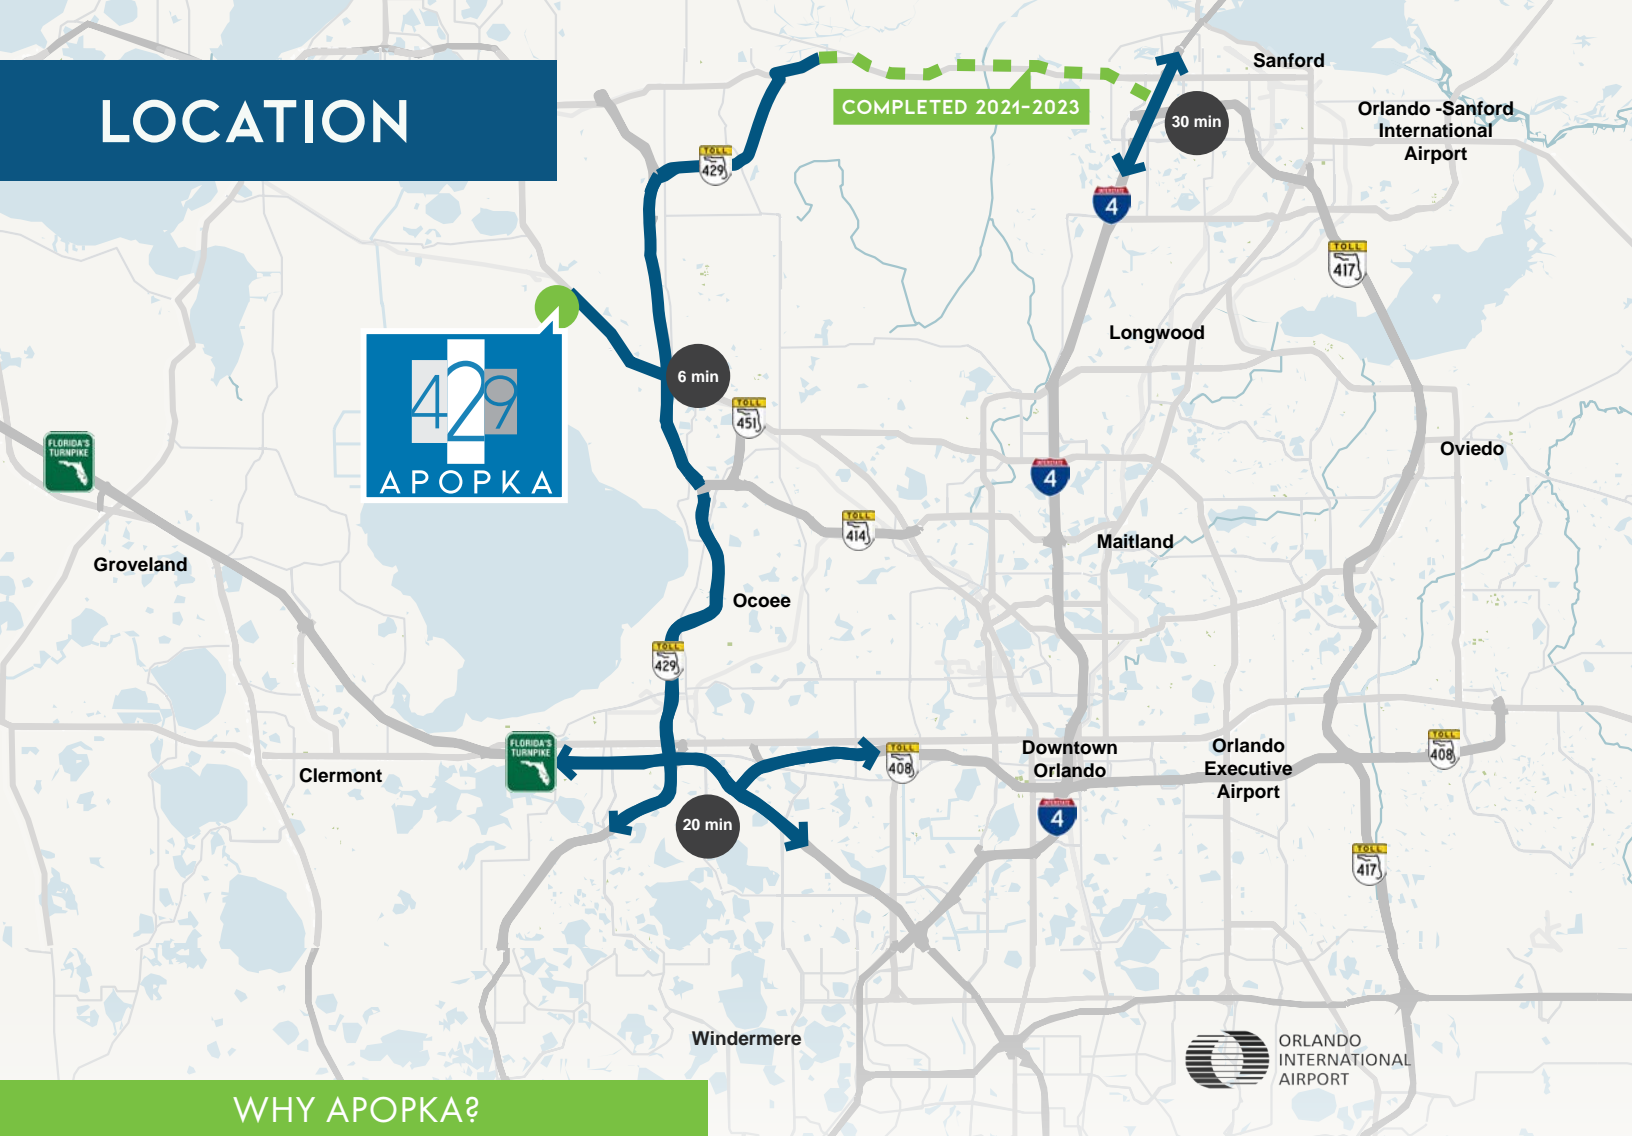 LOCATION
COMPLETED 2021-2023
Sanford
30 min
Orlando -Sanford
International
Airport
TOLL
429
INTERSTATE
4
TOLL
417
Longwood
6 min
TOLL
451
429
APOPKA
FLORIDA'S
TURNPIKE
INTERSTATE
4
Oviedo
TOLL
414
Maitland
Groveland
Ocoee
TOLL
429
FLORIDA'S
TURNPIKE
Clermont
TOLL
408
Downtown
Orlando
Orlando
Executive
Airport
TOLL
408
INTERSTATE
4
20 min
TOLL
417
Windermere
ORLANDO
INTERNATIONAL
AIRPORT
WHY APOPKA?